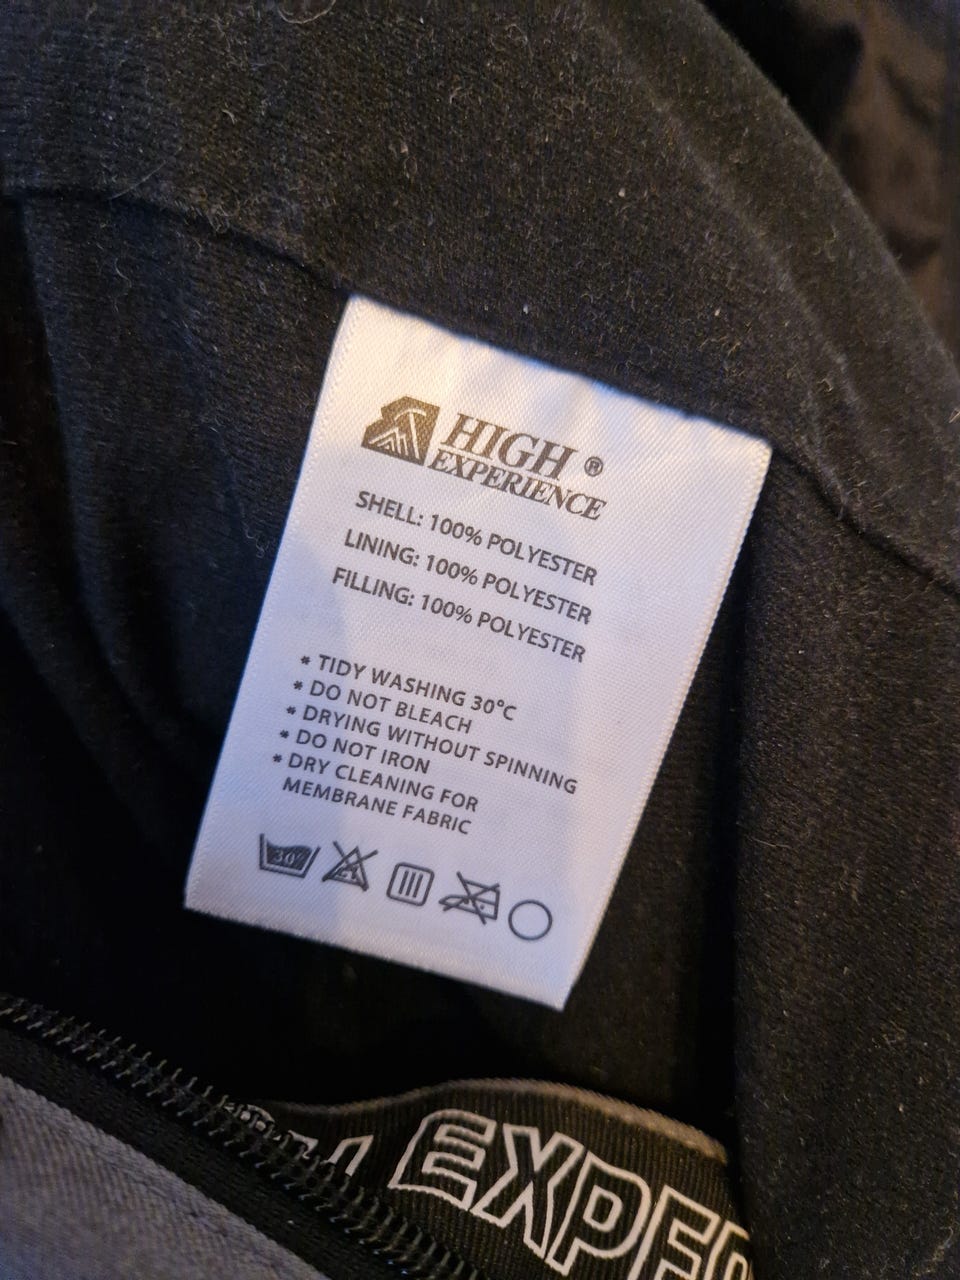 HIGH ®
EXPERIENCE
SHELL: 100% POLYESTER
LINING: 100% POLYESTER
FILLING: 100% POLYESTER
* TIDY WASHING 30°C
* DO NOT BLEACH
* DRYING WITHOUT SPINNING
* DO NOT IRON
* DRY CLEANING FOR
MEMBRANE FABRIC
30°
EXPER